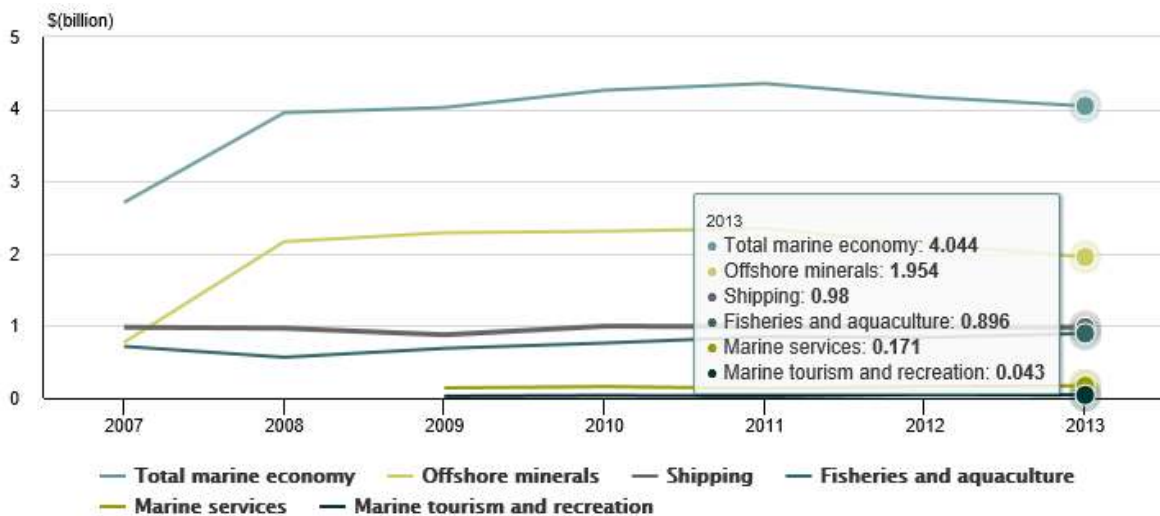 $(billion)
5
4
3
2
1
0
2013
Total marine economy: 4.044
Offshore minerals: 1.954
Shipping: 0.98
Fisheries and aquaculture: 0.896
Marine services: 0.171
Marine tourism and recreation: 0.043
2007 2008 2009 2010 2011 2012 2013
Total marine economy Offshore minerals Shipping Fisheries and aquaculture
Marine services Marine tourism and recreation